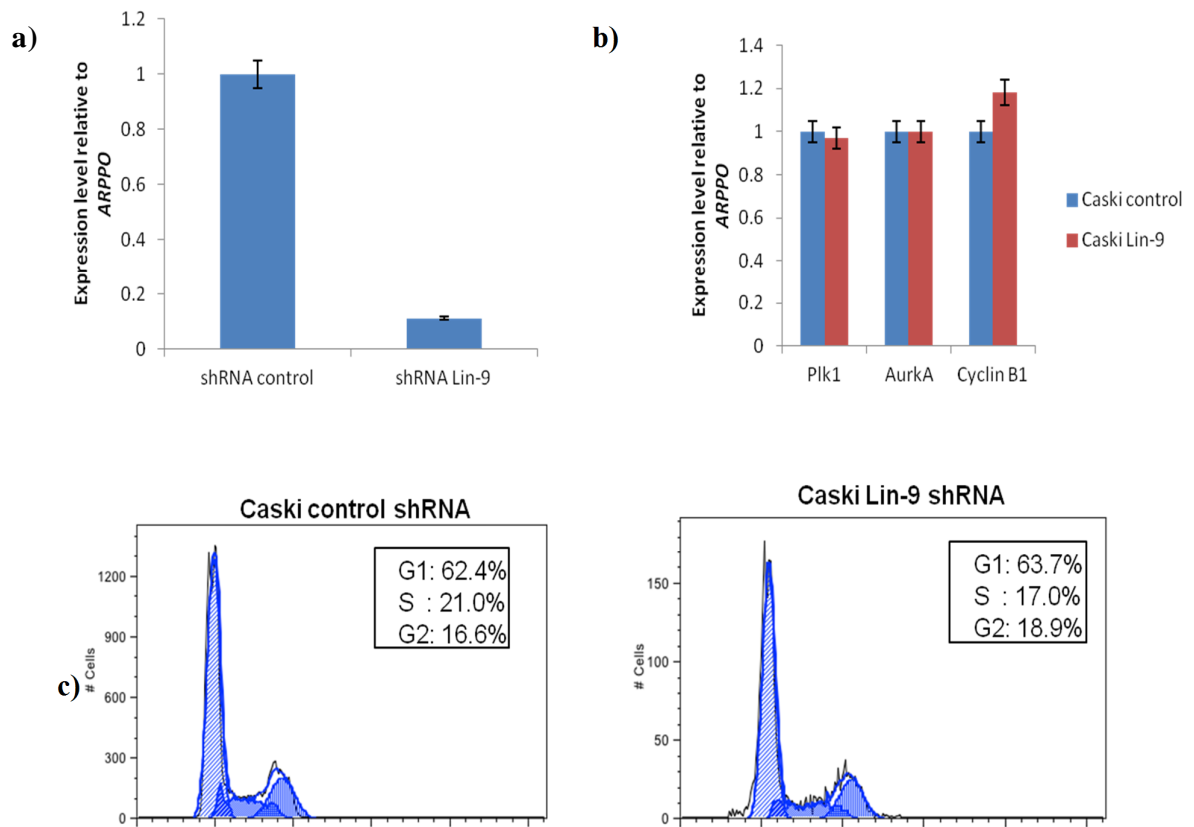 a)
Expression level relative to
ARPPO
1.2
1
0.8
0.6
0.4
0.2
0
shRNA control
shRNA Lin-9
b)
Expression level relative to
ARPPO
1.4
1.2
1
0.8
0.6
0.4
0.2
0
Plk1
AurkA
Cyclin B1
Caski control
Caski Lin-9
c)
Caski control shRNA
# Cells
1200
900
600
300
0
G1: 62.4%
S : 21.0%
G2: 16.6%
Caski Lin-9 shRNA
# Cells
150
100
50
0
G1: 63.7%
S : 17.0%
G2: 18.9%